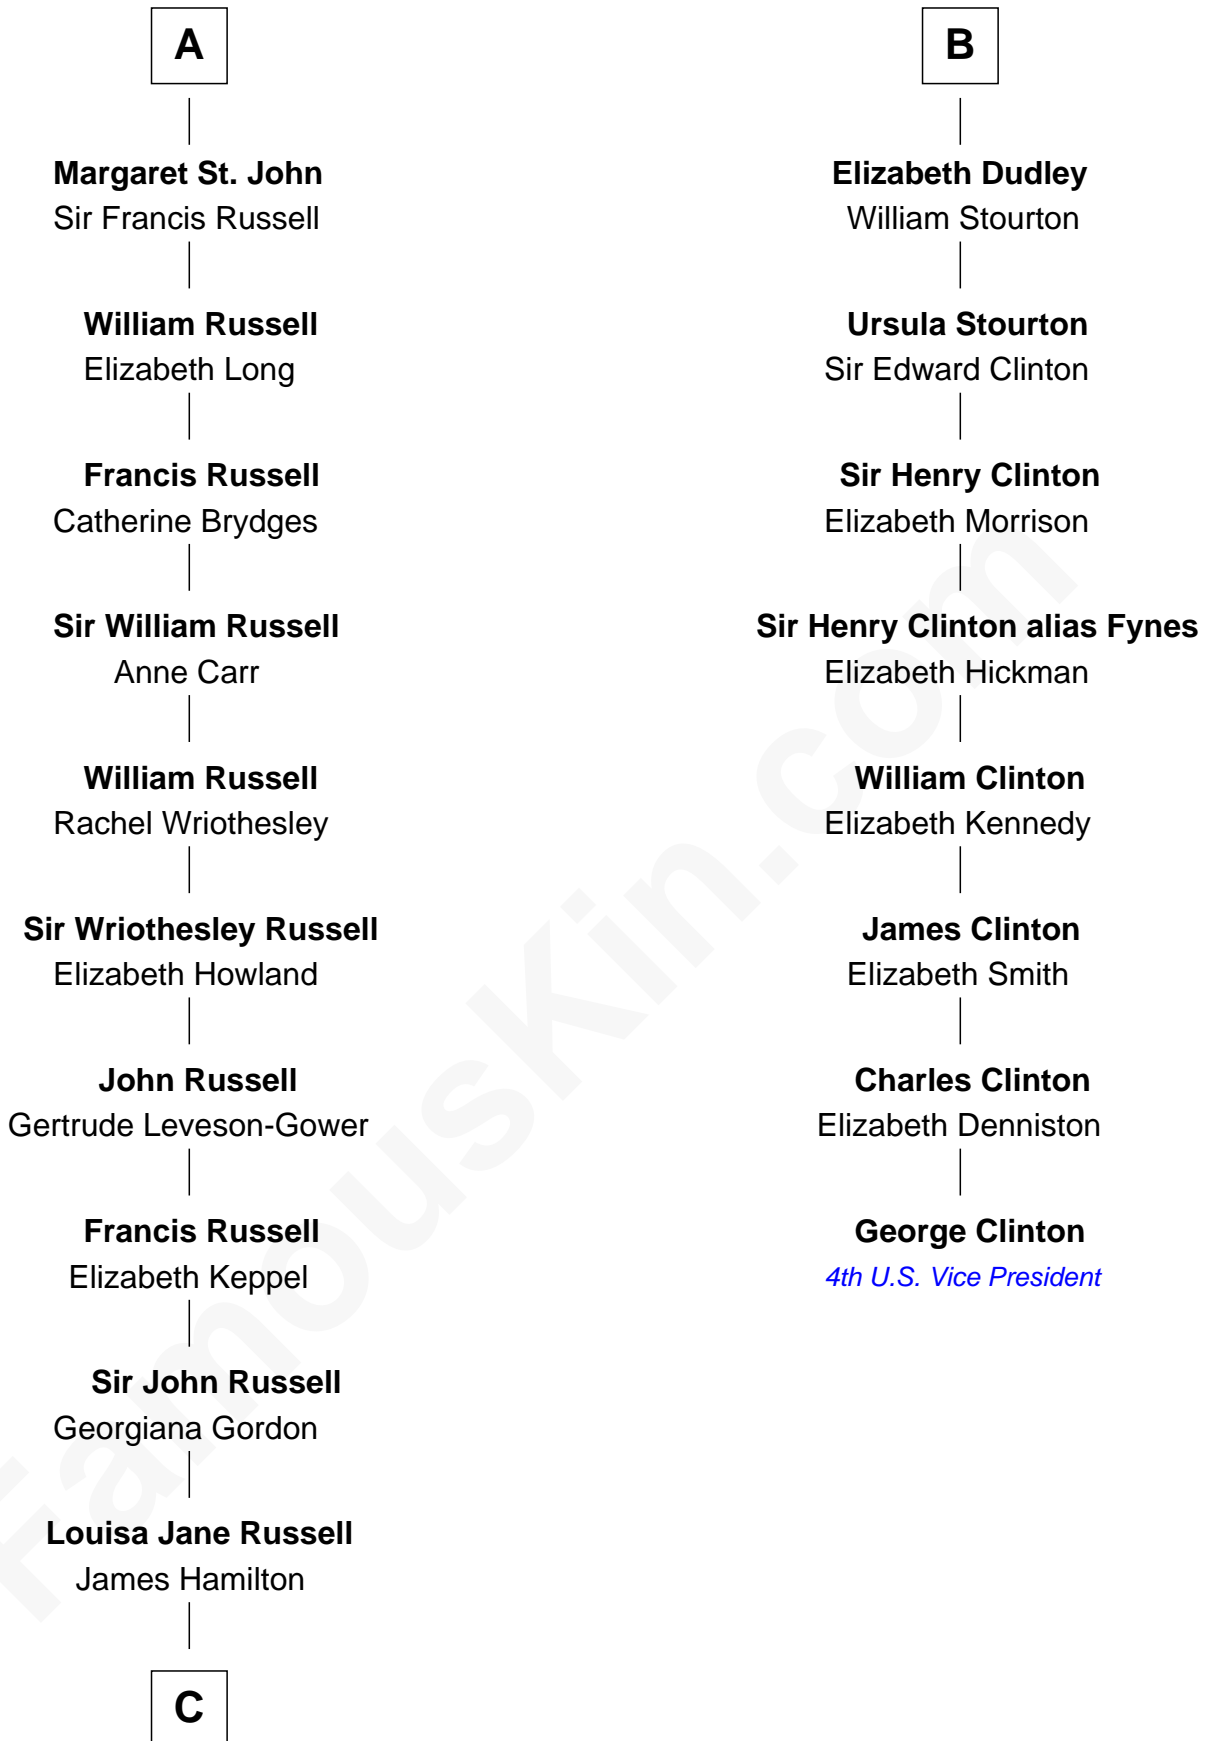 A
Margaret St. John
Sir Francis Russell
William Russell
Elizabeth Long
Francis Russell
Catherine Brydges
Sir William Russell
Anne Carr
William Russell
Rachel Wriothesley
Sir Wriothesley Russell
Elizabeth Howland
John Russell
Gertrude Leveson-Gower
Francis Russell
Elizabeth Keppel
Sir John Russell
Georgiana Gordon
Louisa Jane Russell
James Hamilton
C
B
Elizabeth Dudley
William Stourton
Ursula Stourton
Sir Edward Clinton
Sir Henry Clinton
Elizabeth Morrison
Sir Henry Clinton alias Fynes
Elizabeth Hickman
William Clinton
Elizabeth Kennedy
James Clinton
Elizabeth Smith
Charles Clinton
Elizabeth Denniston
George Clinton
4th U.S. Vice President
FamousKin.com